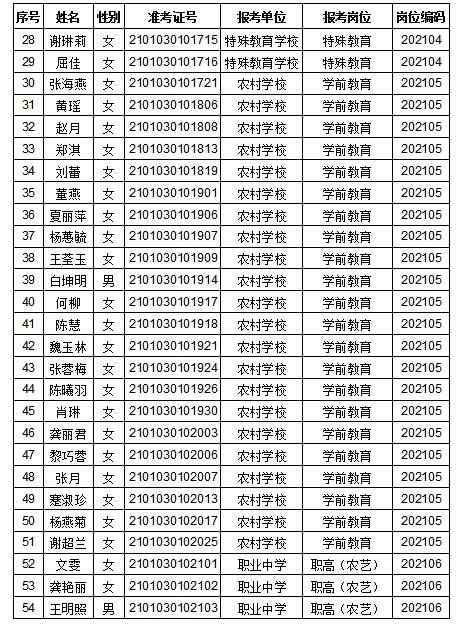 序号 姓名 性别 准考证号 报考单位 报考岗位 岗位编码
28 谢琳莉 女 2101030101715 特殊教育学校 特殊教育 202104
29 屈佳 女 2101030101716 特殊教育学校 特殊教育 202104
30 张海燕 女 2101030101721 农村学校 学前教育 202105
31 黄瑶 女 2101030101806 农村学校 学前教育 202105
32 赵月 女 2101030101808 农村学校 学前教育 202105
33 郑淇 女 2101030101813 农村学校 学前教育 202105
34 刘蕾 女 2101030101819 农村学校 学前教育 202105
35 董燕 女 2101030101901 农村学校 学前教育 202105
36 夏丽萍 女 2101030101906 农村学校 学前教育 202105
37 杨蕙毓 女 2101030101907 农村学校 学前教育 202105
38 王荃玉 女 2101030101909 农村学校 学前教育 202105
39 白坤明 男 2101030101914 农村学校 学前教育 202105
40 何柳 女 2101030101917 农村学校 学前教育 202105
41 陈慧 女 2101030101918 农村学校 学前教育 202105
42 魏玉林 女 2101030101921 农村学校 学前教育 202105
43 张蓉梅 女 2101030101924 农村学校 学前教育 202105
44 陈曦羽 女 2101030101926 农村学校 学前教育 202105
45 肖琳 女 2101030101930 农村学校 学前教育 202105
46 龚丽君 女 2101030102003 农村学校 学前教育 202105
47 黎巧蓉 女 2101030102006 农村学校 学前教育 202105
48 张月 女 2101030102007 农村学校 学前教育 202105
49 蹇淑珍 女 2101030102013 农村学校 学前教育 202105
50 杨燕菊 女 2101030102017 农村学校 学前教育 202105
51 谢超兰 女 2101030102025 农村学校 学前教育 202105
52 文雯 女 2101030102101 职业中学 职高（农艺） 202106
53 龚艳丽 女 2101030102102 职业中学 职高（农艺） 202106
54 王明照 男 2101030102103 职业中学 职高（农艺） 202106